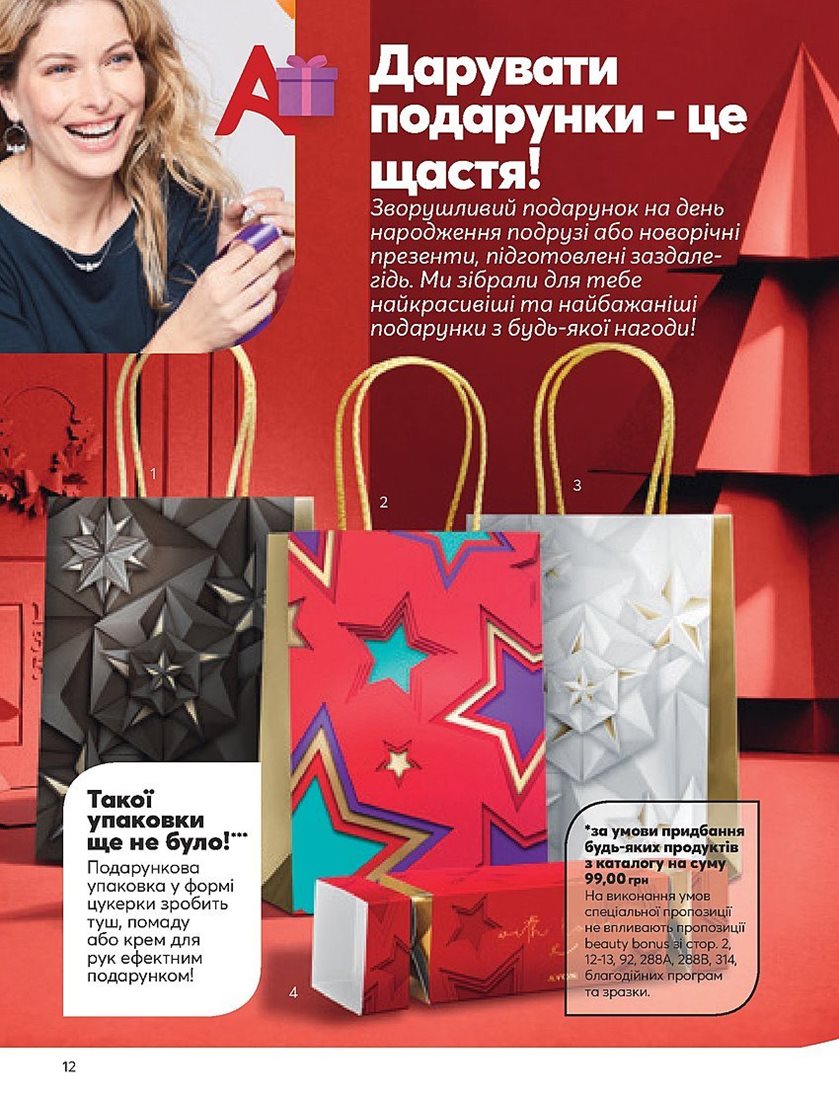 A
Дарувати
подарунки - це
щастя!
Зворушливий подарунок на день
народження подрузі або новорічні
презенти, підготовлені заздале-
гідь. Ми зібрали для тебе
найкрасивіші та найбажаніші
подарунки з будь-якої нагоди!
1
2
3
Такої
упаковки
ще не було!***
Подарункова
упаковка у формі
цукерки зробить
туш, помаду
або крем для
рук ефектним
подарунком!
*за умови придбання
будь-яких продуктів
з каталогу на суму
99,00 грн
На виконання умов
спеціальної пропозиції
не впливають пропозиції
beauty bonus зі стор. 2,
12-13, 92, 288A, 288B, 314,
благодійних програм
та зразки.
4
12